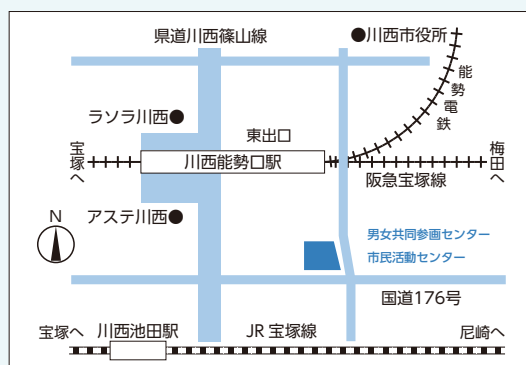 県道川西篠山線
●川西市役所
能勢電鉄
ラソラ川西●
東出口
宝塚へ
川西能勢口駅
梅田へ
阪急宝塚線
アステ川西●
N
男女共同参画センター
市民活動センター
国道176号
宝塚へ
川西池田駅
JR宝塚線
尼崎へ